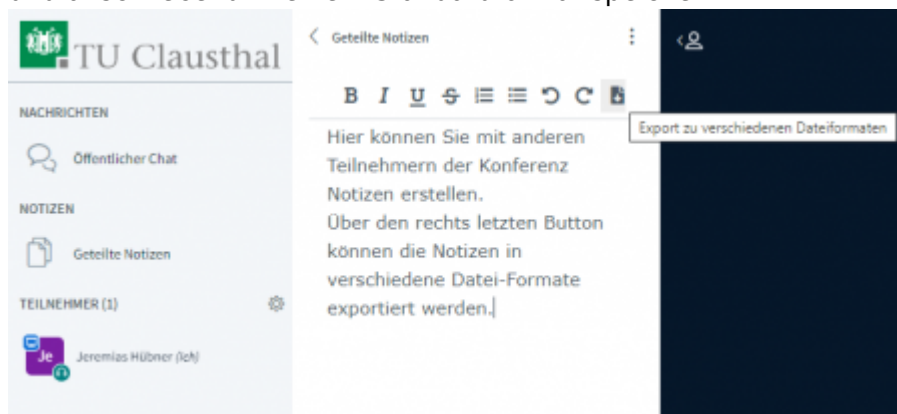 TU Clausthal
NACHRICHTEN
Öffentlicher Chat
NOTIZEN
Geteilte Notizen
TEILNEHMER (1)
Je
Jeremias Hübner (Ich)
Geteilte Notizen
B I U S
Export zu verschiedenen Dateiformaten
Hier können Sie mit anderen
Teilnehmern der Konferenz
Notizen erstellen.
Über den rechts letzten Button
können die Notizen in
verschiedene Datei-Formate
exportiert werden.